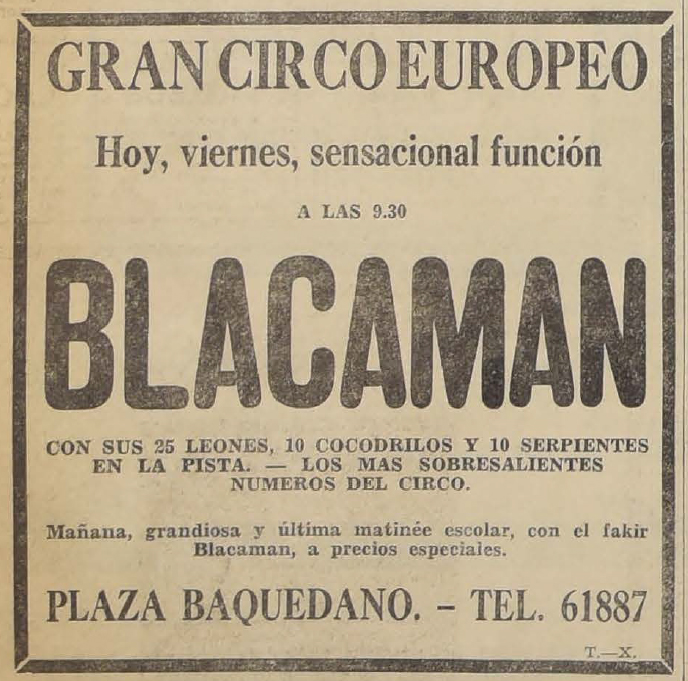 GRAN CIRCO EUROPEO
Hoy, viernes, sensacional función
A LAS 9.30
BLACAMAN
CON SUS 25 LEONES, 10 COCODRILOS Y 10 SERPIENTES
EN LA PISTA. — LOS MAS SOBRESALIENTES
NUMEROS DEL CIRCO.
Mañana, grandiosa y última matinée escolar, con el fakir
Blacaman, a precios especiales.
PLAZA BAQUEDANO. - TEL. 61887
T.—X.